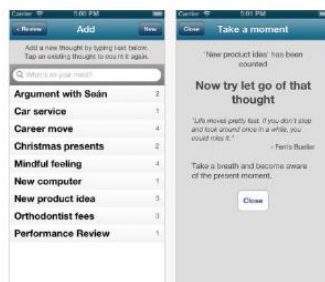 Carrier 5:00 PM
< Review Add New
Add a new thought by typing text below.
Tap an existing thought to count it again.
What's on your mind?
Argument with Seán 2
Car service 1
Career move 4
Christmas presents 2
Mindful feeling 4
New computer 1
New product idea 3
Orthodontist fees 3
Performance Review 1
Carrier 5:01 PM
Close Take a moment
'New product idea' has been
counted
Now try let go of that
thought
"Life moves pretty fast. If you don't stop
and look around once in a while, you
could miss it."
- Ferris Bueller
Take a breath and become aware
of the present moment.
Close